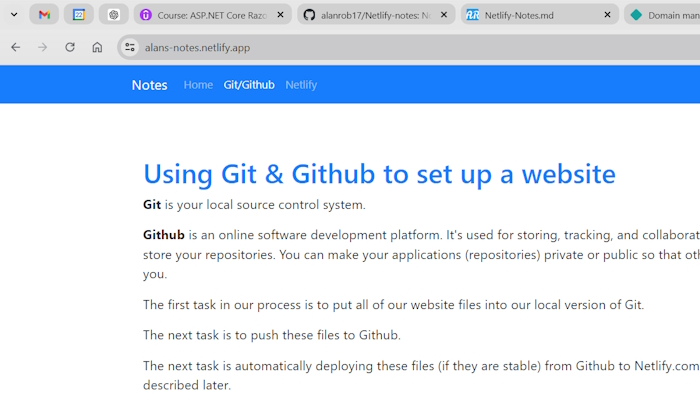 Course: ASP.NET Core Razo
alanrob17/Netlify-notes: No
Netlify-Notes.md
Domain man
alans-notes.netlify.app
Notes Home Git/Github Netlify
Using Git & Github to set up a website
Git is your local source control system.
Github is an online software development platform. It's used for storing, tracking, and collaborat
store your repositories. You can make your applications (repositories) private or public so that oth
you.
The first task in our process is to put all of our website files into our local version of Git.
The next task is to push these files to Github.
The next task is automatically deploying these files (if they are stable) from Github to Netlify.com
described later.